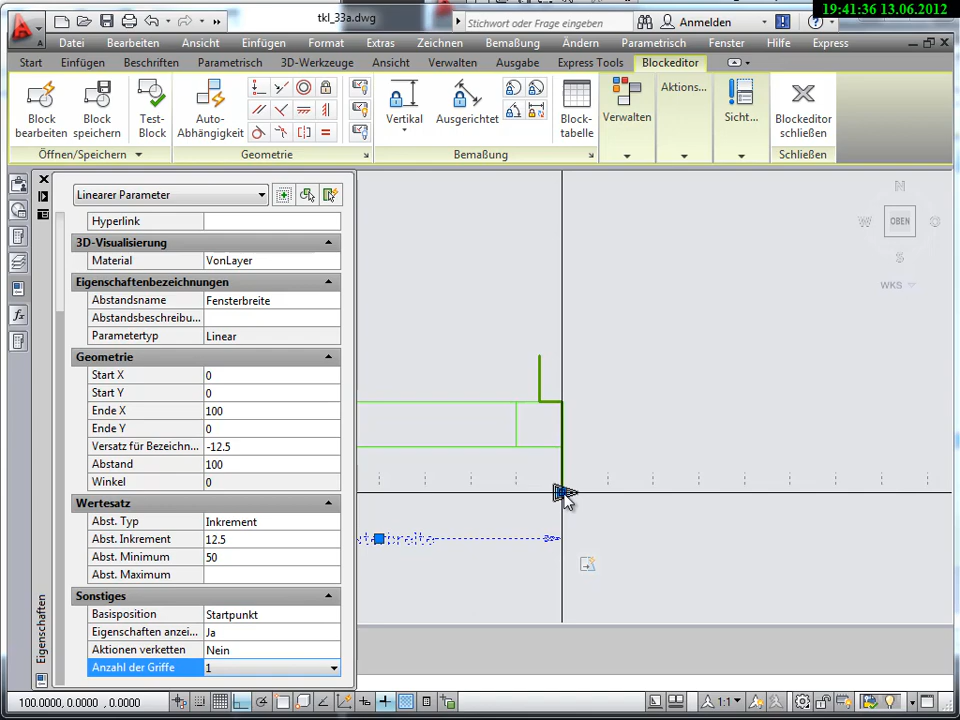 19:41:36 13.06.2012
tkl_33a.dwg
Stichwort oder Frage eingeben
Anmelden
Datei Bearbeiten Ansicht Einfügen Format Extras Zeichnen Bemaßung Ändern Parametrisch Fenster Hilfe Express
Start Einfügen Beschriften Parametrisch 3D-Werkzeuge Ansicht Verwalten Ausgabe Express Tools Blockeditor
Block bearbeiten
Block speichern
Test-Block
Auto-Abhängigkeit
Vertikal
Ausgerichtet
Block-tabelle
Verwalten
Aktions...
Sicht...
Blockeditor schließen
Öffnen/Speichern
Geometrie
Bemaßung
Schließen
Linearer Parameter
Hyperlink
3D-Visualisierung
Material VonLayer
Eigenschaftenbezeichnungen
Abstandsname Fensterbreite
Abstandsbeschreibu...
Parametertyp Linear
Geometrie
Start X 0
Start Y 0
Ende X 100
Ende Y 0
Versatz für Bezeichn... -12.5
Abstand 100
Winkel 0
Wertesatz
Abst. Typ Inkrement
Abst. Inkrement 12.5
Abst. Minimum 50
Abst. Maximum
Sonstiges
Basisposition Startpunkt
Eigenschaften anzei... Ja
Aktionen verketten Nein
Anzahl der Griffe 1
Eigenschaften
N
W
OBEN
O
S
WKS
100.0000, 0.0000, 0.0000
1:1